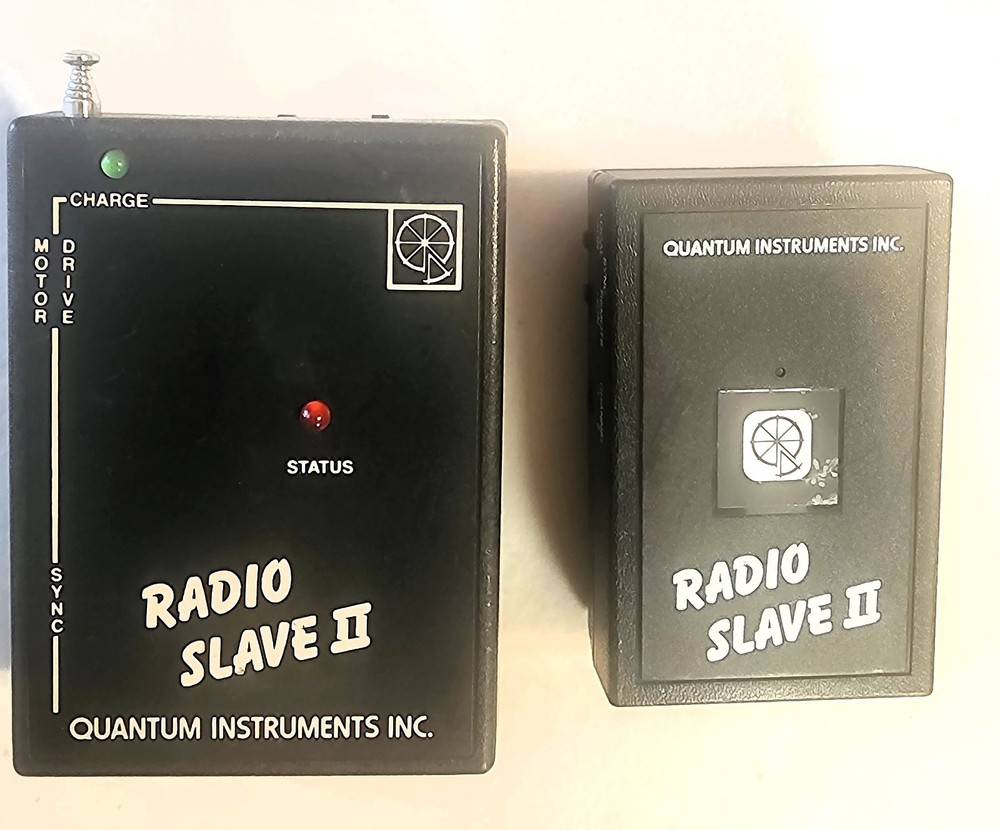 CHARGE
MOTOR
DRIVE
STATUS
SYNC
RADIO
SLAVE II
QUANTUM INSTRUMENTS INC.
QUANTUM INSTRUMENTS INC.
RADIO
SLAVE II